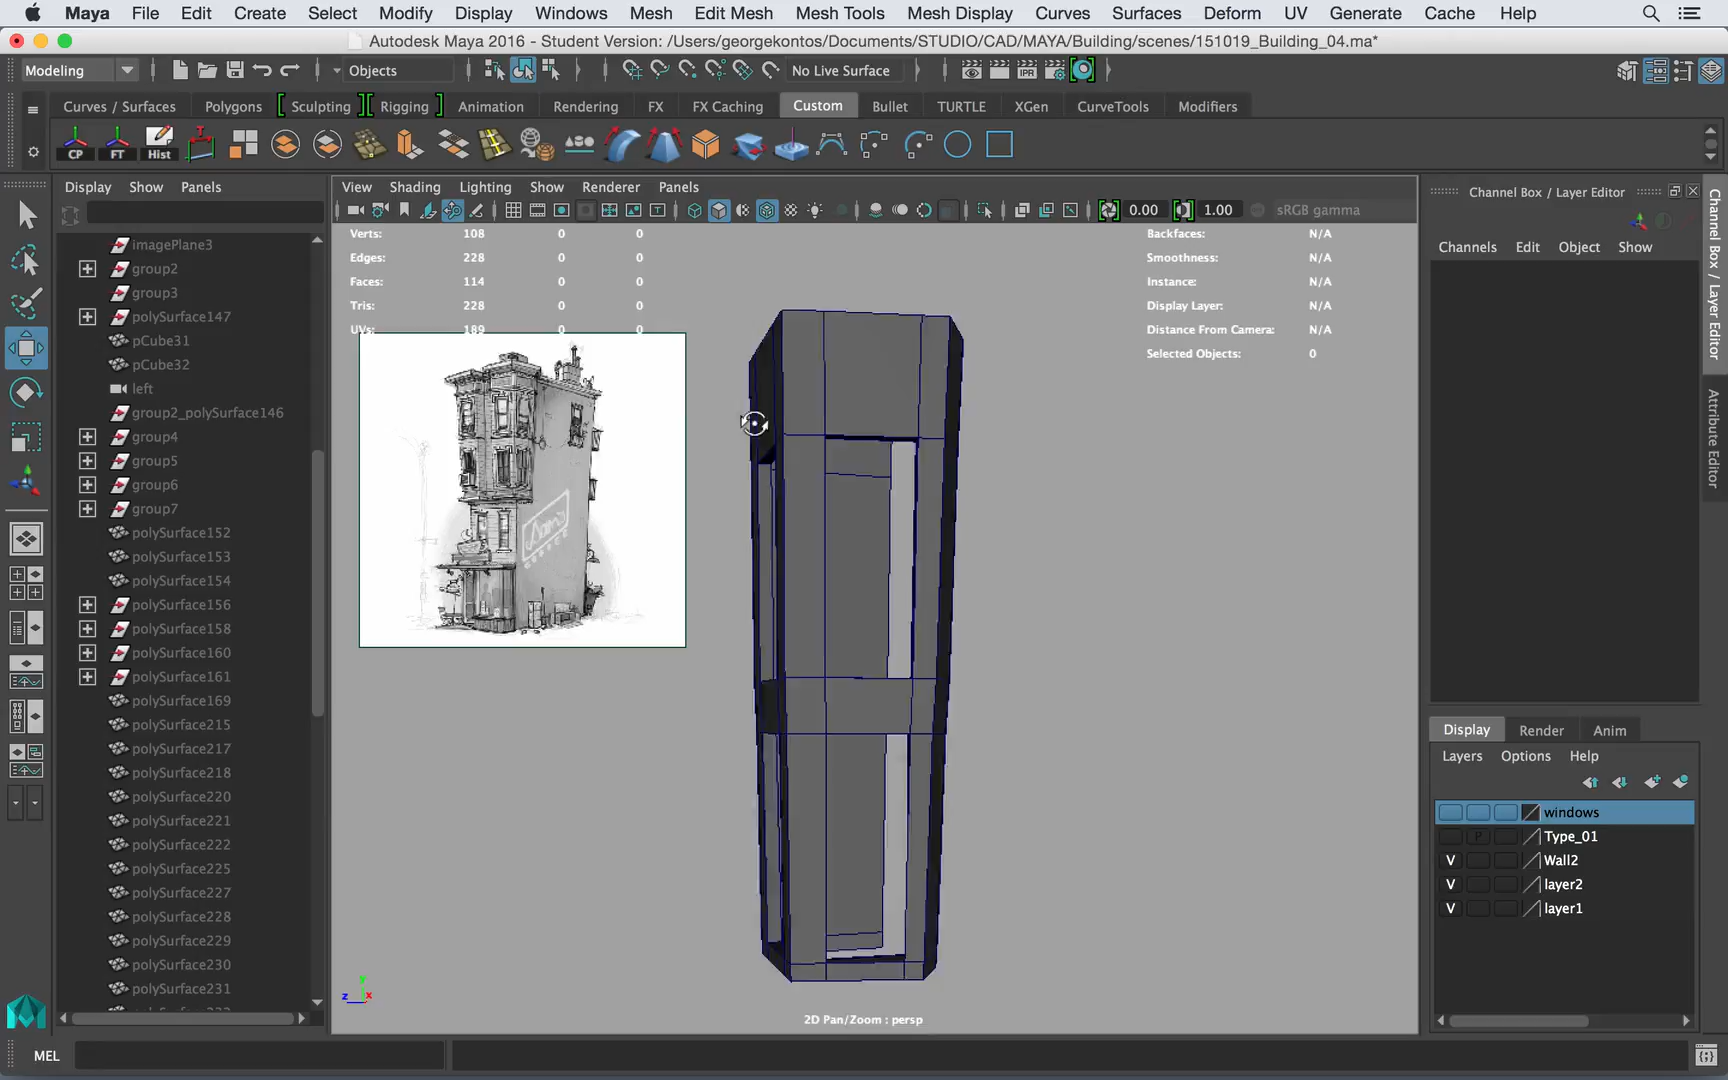 Maya File Edit Create Select Modify Display Windows Mesh Edit Mesh Mesh Tools Mesh Display Curves Surfaces Deform UV Generate Cache Help
Autodesk Maya 2016 - Student Version: /Users/georgekontos/Documents/STUDIO/CAD/MAYA/Building/scenes/151019_Building_04.ma*
Modeling Objects No Live Surface IPR
Curves / Surfaces Polygons Sculpting Rigging Animation Rendering FX FX Caching Custom Bullet TURTLE XGen CurveTools Modifiers
CP FT Hist
Display Show Panels
View Shading Lighting Show Renderer Panels
Channel Box / Layer Editor
0.00 1.00 sRGB gamma
Channels Edit Object Show
Verts: 108 0 0
Edges: 228 0 0
Faces: 114 0 0
Tris: 228 0 0
UVs: 189 0 0
Backfaces: N/A
Smoothness: N/A
Instance: N/A
Display Layer: N/A
Distance From Camera: N/A
Selected Objects: 0
imagePlane3
group2
group3
polySurface147
pCube31
pCube32
left
group2_polySurface146
group4
group5
group6
group7
polySurface152
polySurface153
polySurface154
polySurface156
polySurface158
polySurface160
polySurface161
polySurface169
polySurface215
polySurface217
polySurface218
polySurface220
polySurface221
polySurface222
polySurface225
polySurface227
polySurface228
polySurface229
polySurface230
polySurface231
COFFEE
y
z x
2D Pan/Zoom : persp
Channel Box / Layer Editor
Attribute Editor
Display Render Anim
Layers Options Help
windows
P Type_01
V Wall2
V layer2
V layer1
MEL